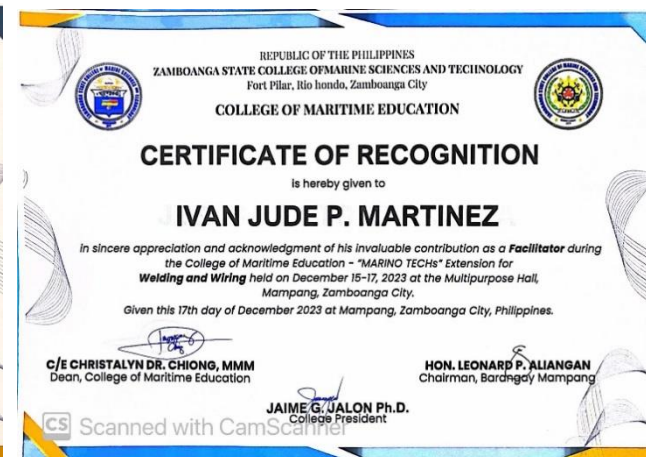 REPUBLIC OF THE PHILIPPINES
ZAMBOANGA STATE COLLEGE OFMARINE SCIENCES AND TECHNOLOGY
Fort Pilar, Rio hondo, Zamboanga City
COLLEGE OF MARITIME EDUCATION
CERTIFICATE OF RECOGNITION
is hereby given to
IVAN JUDE P. MARTINEZ
in sincere appreciation and acknowledgment of his invaluable contribution as a Facilitator during
the College of Maritime Education - "MARINO TECHs" Extension for
Welding and Wiring held on December 15-17, 2023 at the Multipurpose Hall,
Mampang, Zamboanga City.
Given this 17th day of December 2023 at Mampang, Zamboanga City, Philippines.
C/E CHRISTALYN DR. CHIONG, MMM
Dean, College of Maritime Education
HON. LEONARD P. ALIANGAN
Chairman, Barangay Mampang
JAIME G. JALON Ph.D.
College President
CS Scanned with CamScanner